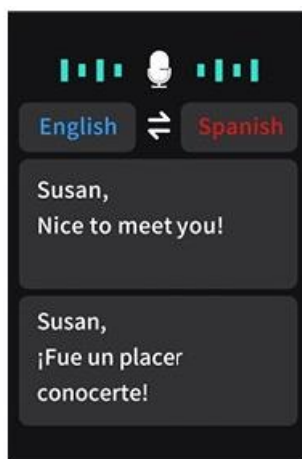 English
Spanish
Susan,
Nice to meet you!
Susan,
¡Fue un placer
conocerte!